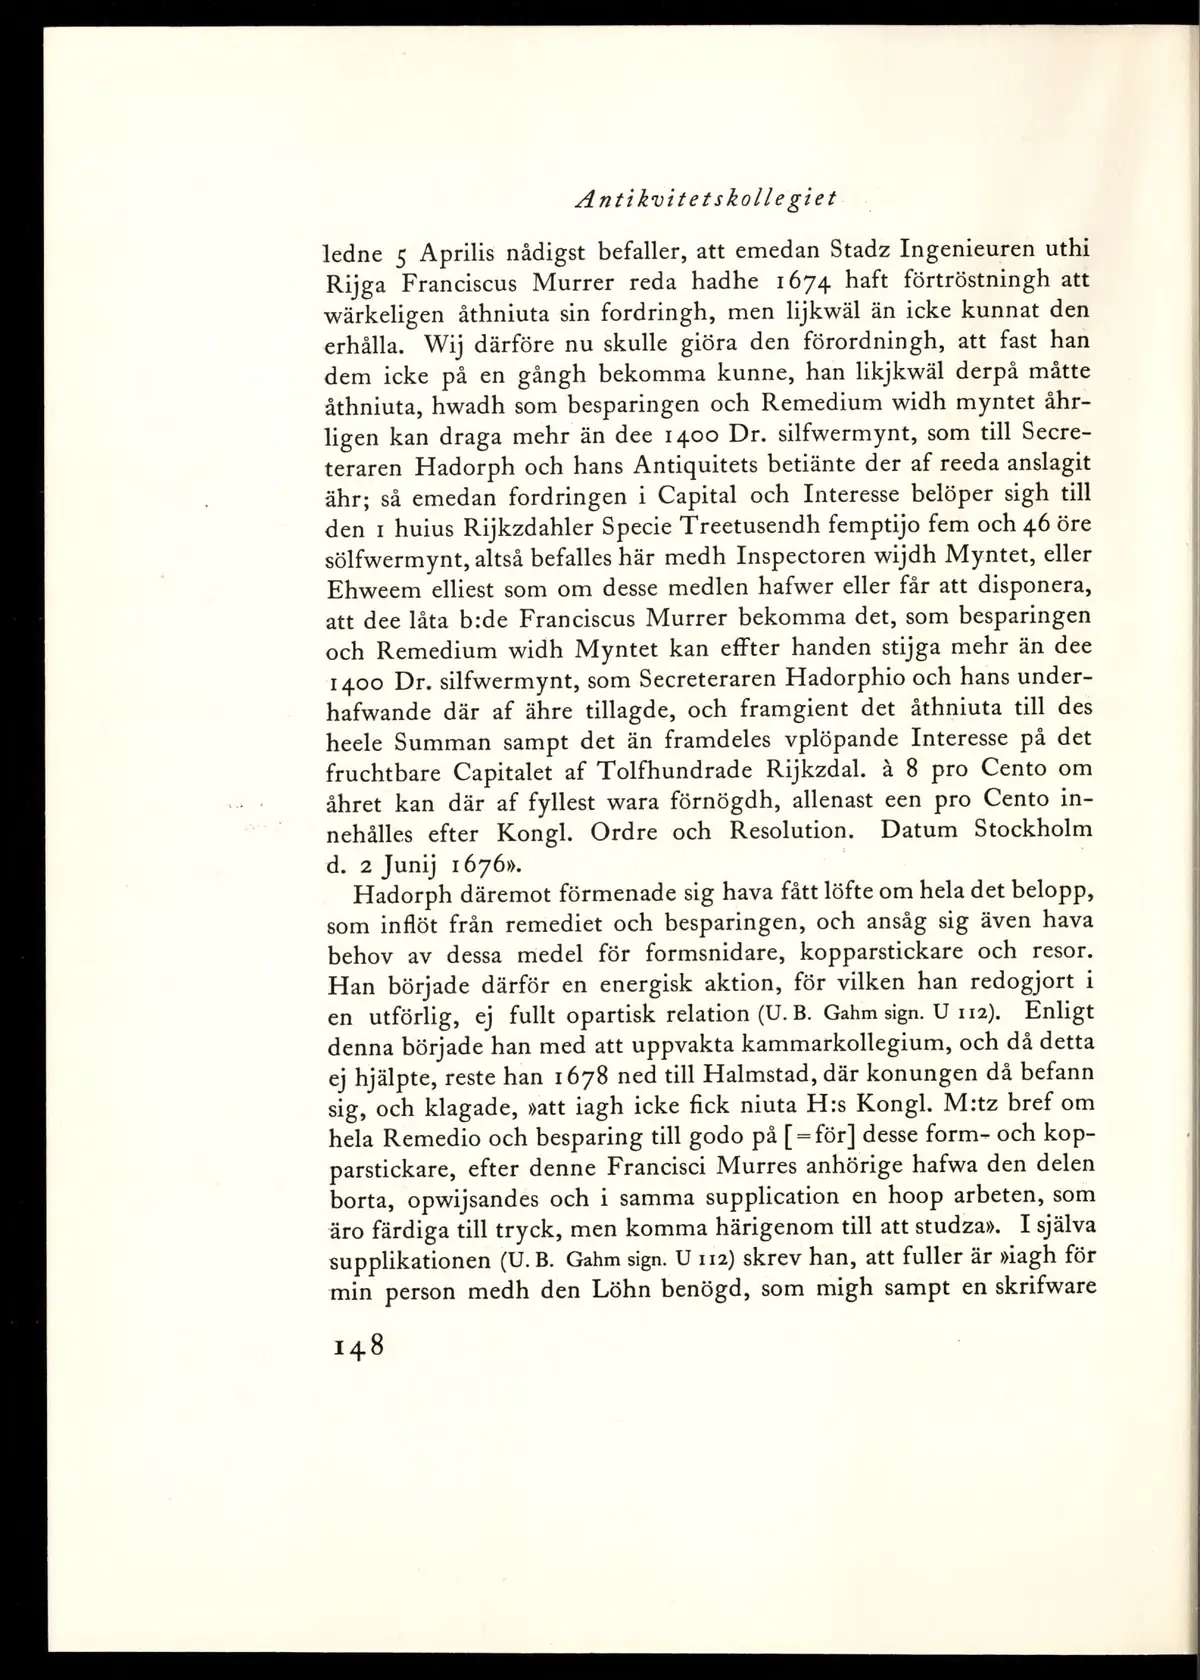 Antikvitetskollegiet
ledne 5 Aprilis nådigst befaller, att emedan Stadz Ingenieuren uthi
Rijga Franciscus Murrer reda hadhe 1674 haft förtröstningh att
wärkeligen åthniuta sin fordringh, men lijkwäl än icke kunnat den
erhålla. Wij därföre nu skulle giöra den förordningh, att fast han
dem icke på en gångh bekomma kunne, han likjkwäl derpå måtte
åthniuta, hwadh som besparingen och Remedium widh myntet åhr-
ligen kan draga mehr än dee 1400 Dr. silfwermynt, som till Secre-
teraren Hadorph och hans Antiquitets betiänte der af reeda anslagit
ähr; så emedan fordringen i Capital och Interesse belöper sigh till
den 1 huius Rijkzdahler Specie Treetusendh femptijo fem och 46 öre
sölfwermynt, altså befalles här medh Inspectoren wijdh Myntet, eller
Ehweem elliest som om desse medlen hafwer eller får att disponera,
att dee låta b:de Franciscus Murrer bekomma det, som besparingen
och Remedium widh Myntet kan effter handen stijga mehr än dee
1400 Dr. silfwermynt, som Secreteraren Hadorphio och hans under-
hafwande där af ähre tillagde, och framgient det åthniuta till des
heele Summan sampt det än framdeles vplöpande Interesse på det
fruchtbare Capitalet af Tolfhundrade Rijkzdal. à 8 pro Cento om
åhret kan där af fyllest wara förnögdh, allenast een pro Cento in-
nehålles efter Kongl. Ordre och Resolution. Datum Stockholm
d. 2 Junij 1676».
Hadorph däremot förmenade sig hava fått löfte om hela det belopp,
som inflöt från remediet och besparingen, och ansåg sig även hava
behov av dessa medel för formsnidare, kopparstickare och resor.
Han började därför en energisk aktion, för vilken han redogjort i
en utförlig, ej fullt opartisk relation (U. B. Gahm sign. U 112). Enligt
denna började han med att uppvakta kammarkollegium, och då detta
ej hjälpte, reste han 1678 ned till Halmstad, där konungen då befann
sig, och klagade, »att iagh icke fick niuta H:s Kongl. M:tz bref om
hela Remedio och besparing till godo på [=för] desse form- och kop-
parstickare, efter denne Francisci Murres anhörige hafwa den delen
borta, opwijsandes och i samma supplication en hoop arbeten, som
äro färdiga till tryck, men komma härigenom till att studza». I själva
supplikationen (U. B. Gahm sign. U 112) skrev han, att fuller är »iagh för
min person medh den Löhn benögd, som migh sampt en skrifware
148